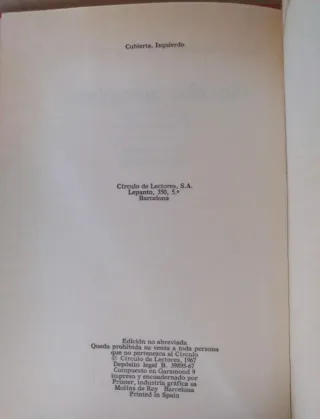 Cubierta, Izquierdo
Círculo de Lectores, S.A.
Lepanto, 350, 5.º
Barcelona
Edición no abreviada
Queda prohibida su venta a toda persona
que no pertenezca al Círculo
© Círculo de Lectores, 1967
Depósito legal B. 39895-67
Compuesto en Garamond 9
impreso y encuadernado por
Printer, industria gráfica sa
Molins de Rey Barcelona
Printed in Spain